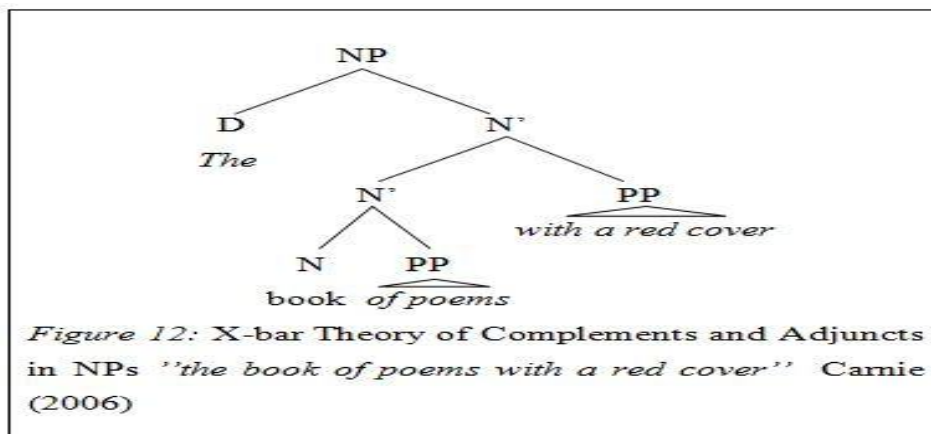 NP
D N'
The
N' PP
with a red cover
N PP
book of poems
Figure 12: X-bar Theory of Complements and Adjuncts
in NPs ''the book of poems with a red cover'' Carnie
(2006)